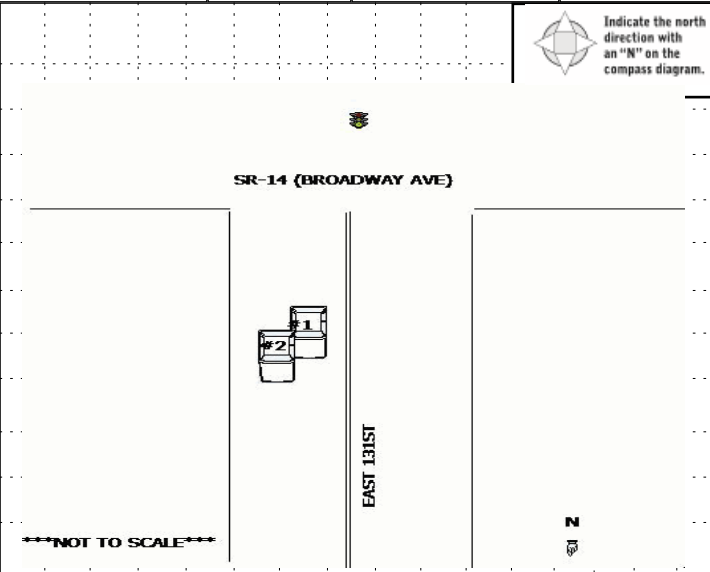 Indicate the north
direction with
an “N” on the
compass diagram.
SR-14 (BROADWAY AVE)
#1
#2
EAST 131ST
N
***NOT TO SCALE***